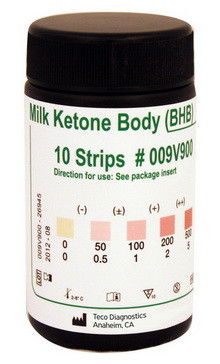 Milk Ketone Body (BHB)
10 Strips # 009V900
Direction for use: See package insert
(-) (±) (+) (++)
0 50 100 200 500
0 0.5 1 2 5
009V900 - 26945
2012 - 08
LOT
2-8°C
10
Teco Diagnostics
Anaheim, CA